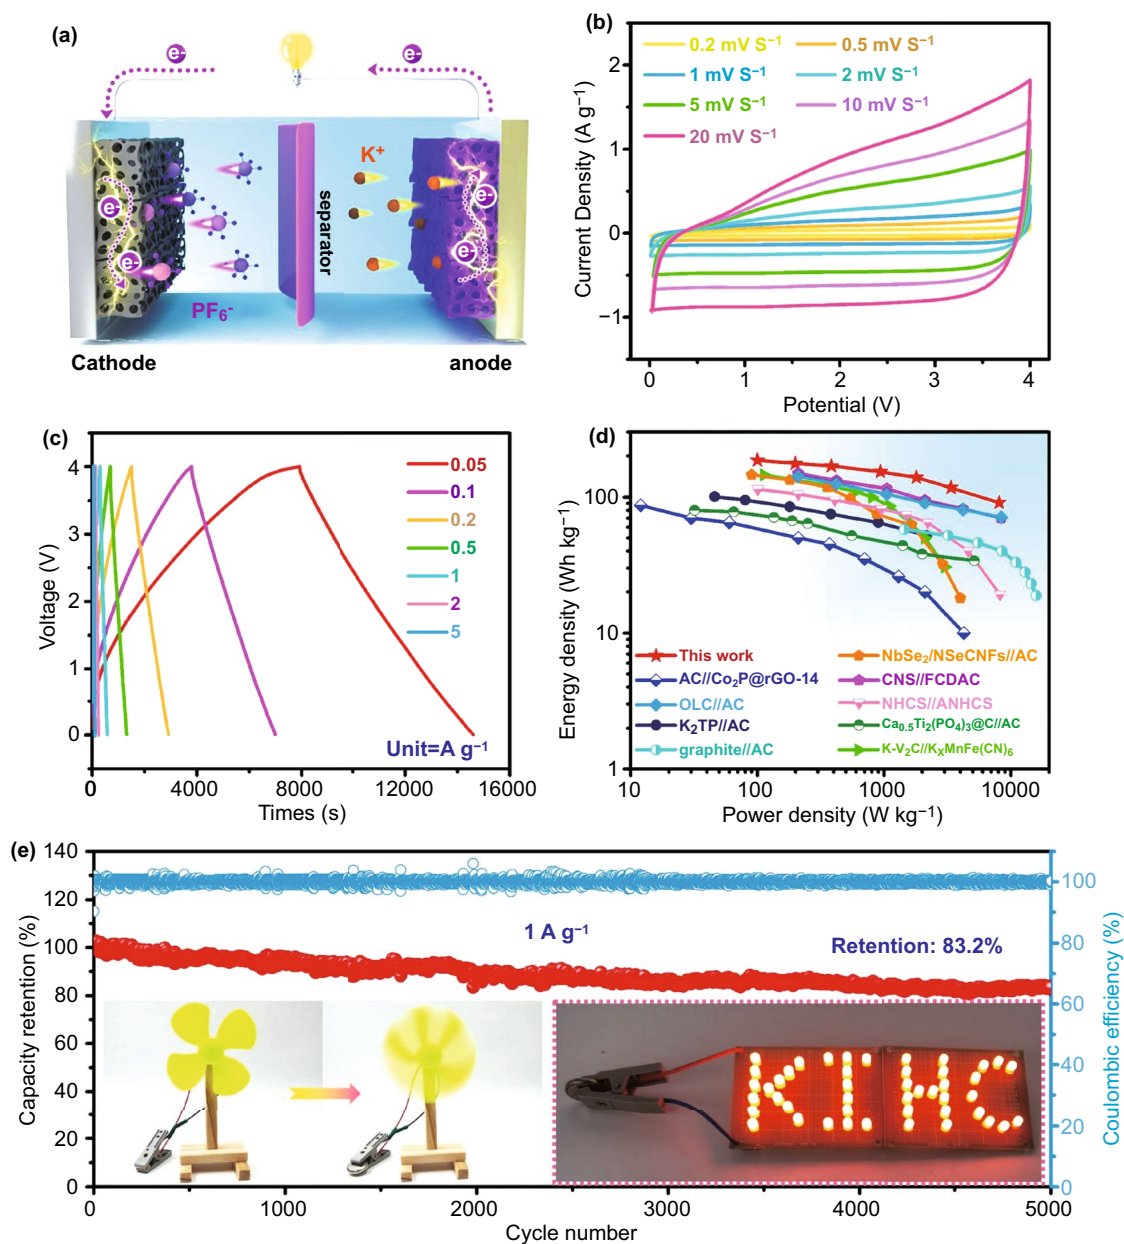 (a)
e-
e-
K⁺
separator
e-
e-
e-
e-
PF₆⁻
Cathode
anode
(b)
0.2 mV S⁻¹
0.5 mV S⁻¹
1 mV S⁻¹
2 mV S⁻¹
5 mV S⁻¹
10 mV S⁻¹
20 mV S⁻¹
Current Density (A g⁻¹)
2
1
0
−1
0
1
2
3
4
Potential (V)
(c)
Voltage (V)
5
4
3
2
1
0
0.05
0.1
0.2
0.5
1
2
5
Unit=A g⁻¹
0
4000
8000
12000
16000
Times (s)
(d)
Energy density (Wh kg⁻¹)
100
10
1
This work
NbSe₂/NSeCNFs//AC
AC//Co₂P@rGO-14
CNS//FCDAC
OLC//AC
NHCS//ANHCS
K₂TP//AC
Ca₀.₅Ti₂(PO₄)₃@C//AC
graphite//AC
K-V₂C//KₓMnFe(CN)₆
10
100
1000
10000
Power density (W kg⁻¹)
(e)
Capacity retention (%)
140
120
100
80
60
40
20
0
1 A g⁻¹
Retention: 83.2%
KIHC
100
80
60
40
20
0
Coulombic efficiency (%)
0
1000
2000
3000
4000
5000
Cycle number